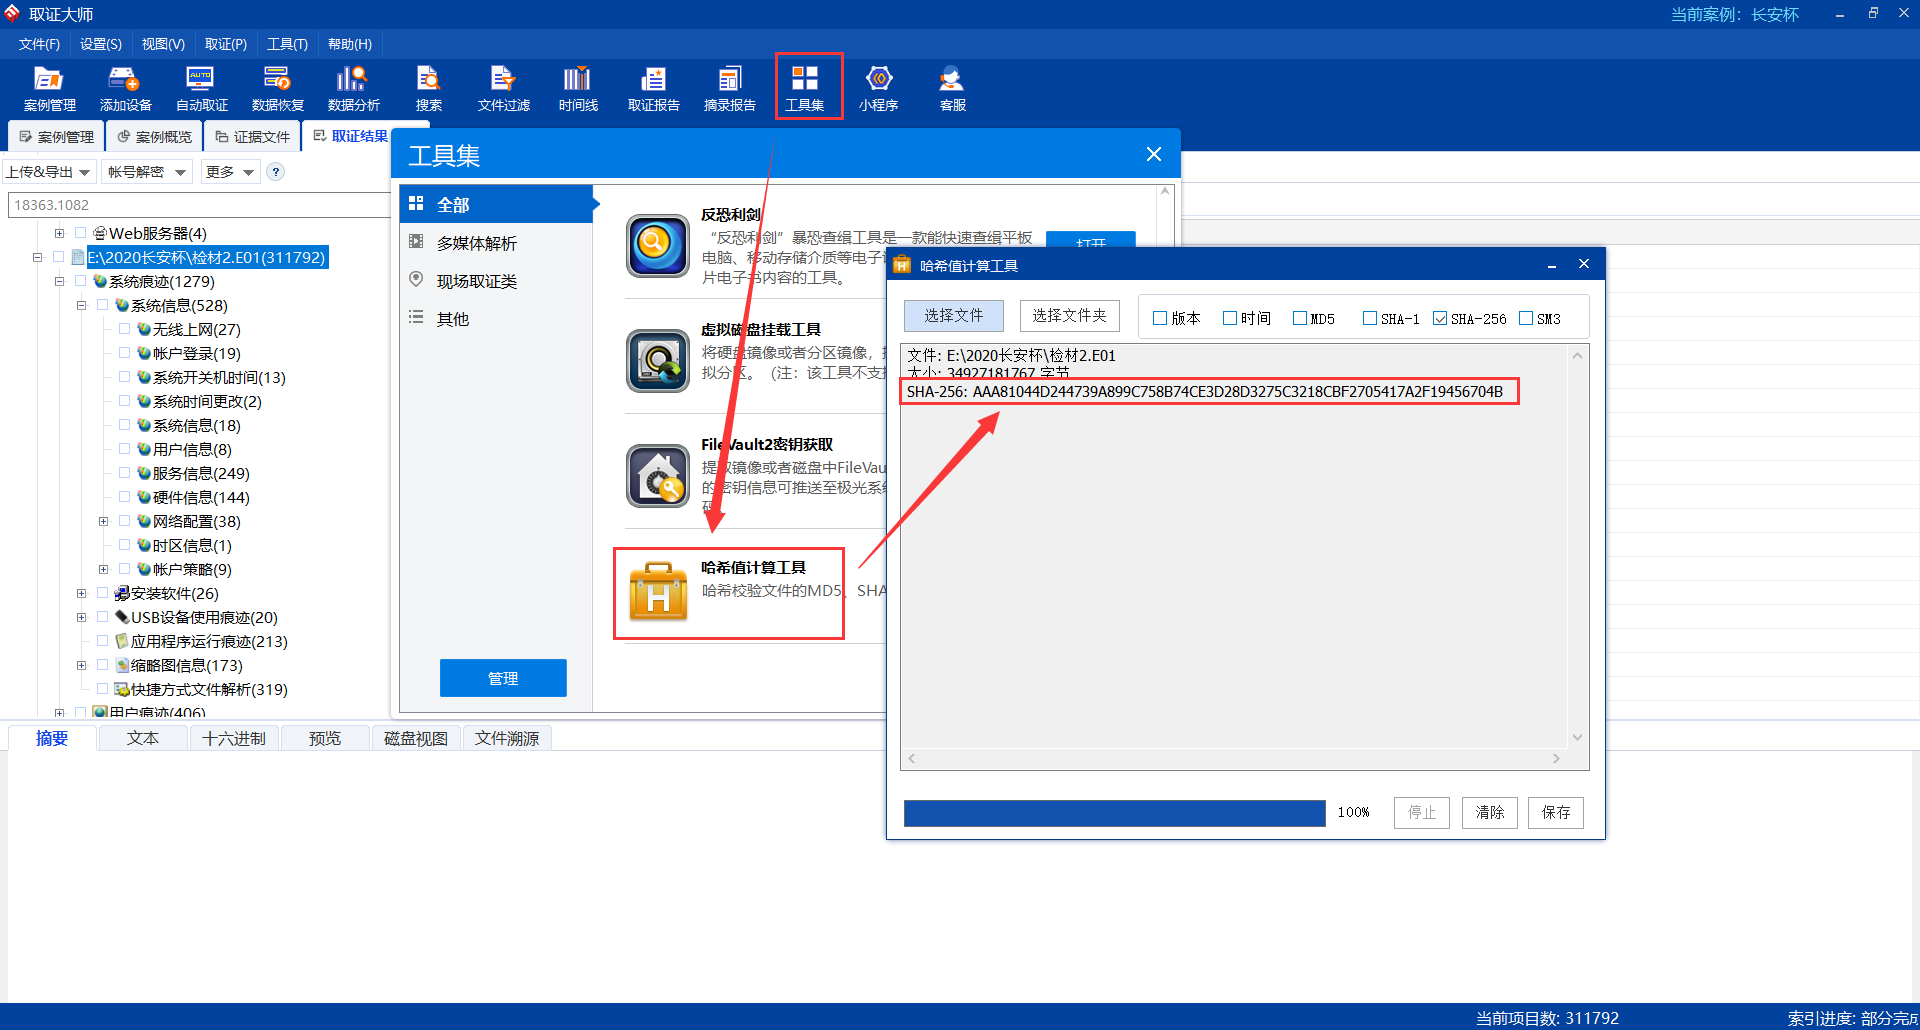 取证大师
当前案例: 长安杯
文件(F) 设置(S) 视图(V) 取证(P) 工具(T) 帮助(H)
案例管理 添加设备 自动取证 数据恢复 数据分析 搜索 文件过滤 时间线 取证报告 摘录报告 工具集 小程序 客服
案例管理 案例概览 证据文件 取证结果
上传&导出 帐号解密 更多 ?
18363.1082
Web服务器(4)
E:\2020长安杯\检材2.E01(311792)
系统痕迹(1279)
系统信息(528)
无线上网(27)
帐户登录(19)
系统开关机时间(13)
系统时间更改(2)
系统信息(18)
用户信息(8)
服务信息(249)
硬件信息(144)
网络配置(38)
时区信息(1)
帐户策略(9)
安装软件(26)
USB设备使用痕迹(20)
应用程序运行痕迹(213)
缩略图信息(173)
快捷方式文件解析(319)
用户痕迹(406)
工具集
全部
多媒体解析
现场取证类
其他
管理
反恐利剑
“反恐利剑”暴恐查缉工具是一款能快速查缉平板
电脑、移动存储介质等电子
片电子书内容的工具。
打开
虚拟磁盘挂载工具
将硬盘镜像或者分区镜像,
拟分区。(注:该工具不支
FileVault2密钥获取
提取镜像或者磁盘中FileVau
的密钥信息可推送至极光系
码
哈希值计算工具
哈希校验文件的MD5、SHA
哈希值计算工具
选择文件 选择文件夹 版本 时间 MD5 SHA-1 SHA-256 SM3
文件: E:\2020长安杯\检材2.E01
大小: 34927181767 字节
SHA-256: AAA81044D244739A899C758B74CE3D28D3275C3218CBF2705417A2F19456704B
100% 停止 清除 保存
摘要 文本 十六进制 预览 磁盘视图 文件溯源
当前项目数: 311792 索引进度: 部分完成